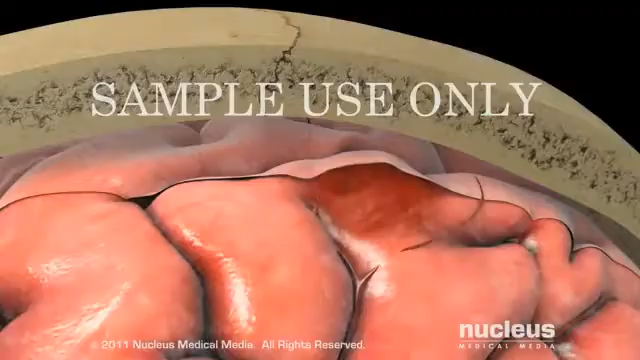 SAMPLE USE ONLY
nucleus
MEDICAL MEDIA
© 2011 Nucleus Medical Media. All Rights Reserved.